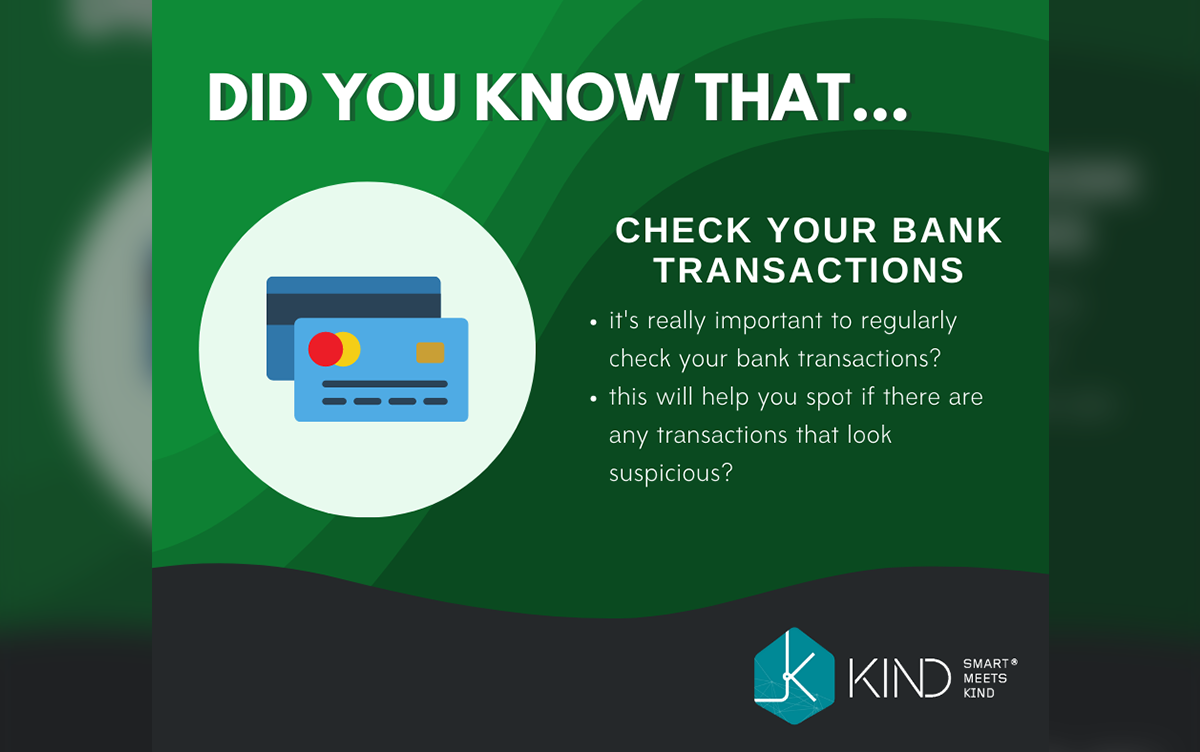 DID YOU KNOW THAT...
CHECK YOUR BANK
TRANSACTIONS
• it's really important to regularly
check your bank transactions?
• this will help you spot if there are
any transactions that look
suspicious?
KIND
SMART®
MEETS
KIND